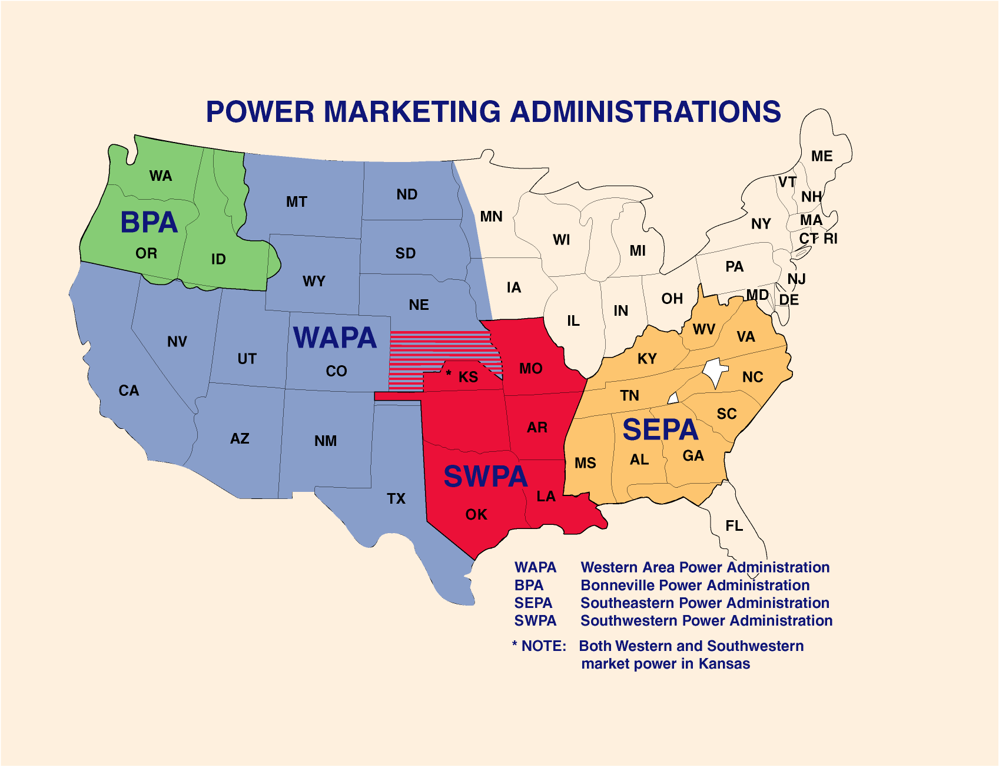 POWER MARKETING ADMINISTRATIONS
ME
WA
VT
MT
ND
NH
MN
MA
BPA
NY
WI
CT RI
OR
ID
SD
MI
PA
WY
NJ
IA
MD
NE
OH
DE
IN
IL
WV
WAPA
VA
NV
UT
KY
CO
MO
* KS
NC
CA
TN
SC
AR
SEPA
AZ
NM
GA
MS
AL
SWPA
TX
LA
OK
FL
WAPA Western Area Power Administration
BPA Bonneville Power Administration
SEPA Southeastern Power Administration
SWPA Southwestern Power Administration
* NOTE: Both Western and Southwestern
market power in Kansas